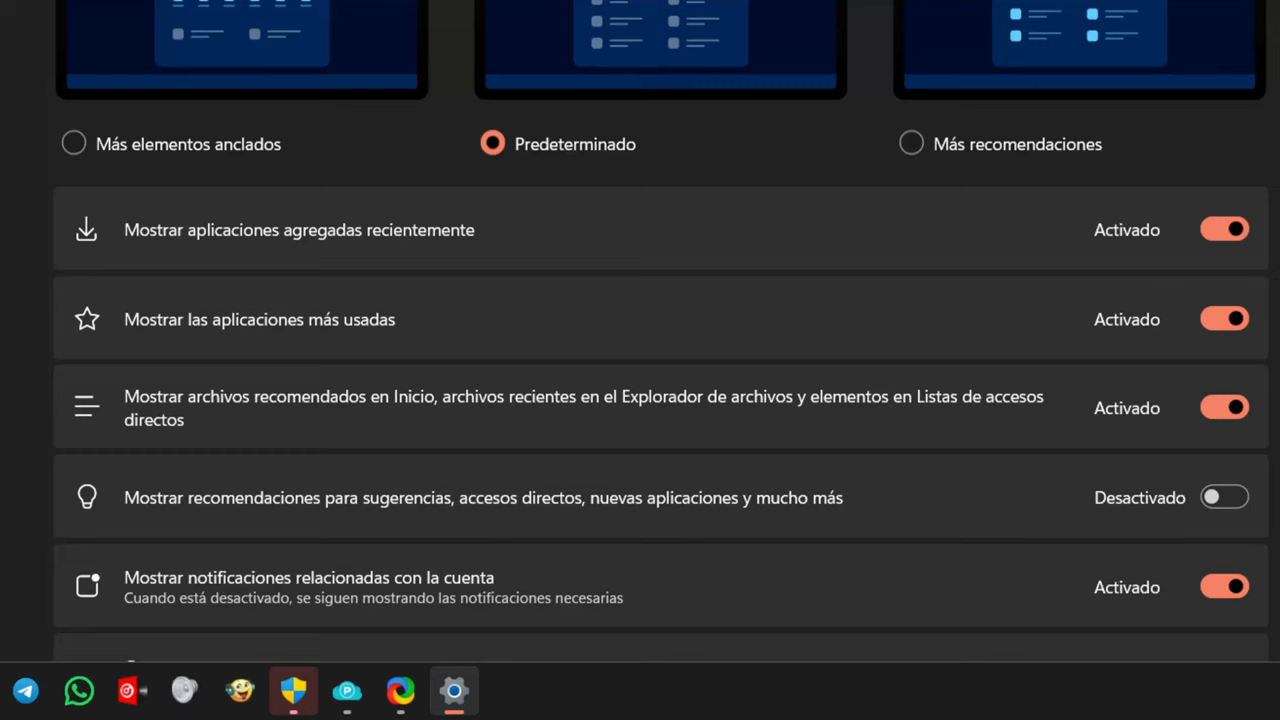 Más elementos anclados
Predeterminado
Más recomendaciones
Mostrar aplicaciones agregadas recientemente
Activado
Mostrar las aplicaciones más usadas
Activado
Mostrar archivos recomendados en Inicio, archivos recientes en el Explorador de archivos y elementos en Listas de accesos
directos
Activado
Mostrar recomendaciones para sugerencias, accesos directos, nuevas aplicaciones y mucho más
Desactivado
Mostrar notificaciones relacionadas con la cuenta
Cuando está desactivado, se siguen mostrando las notificaciones necesarias
Activado